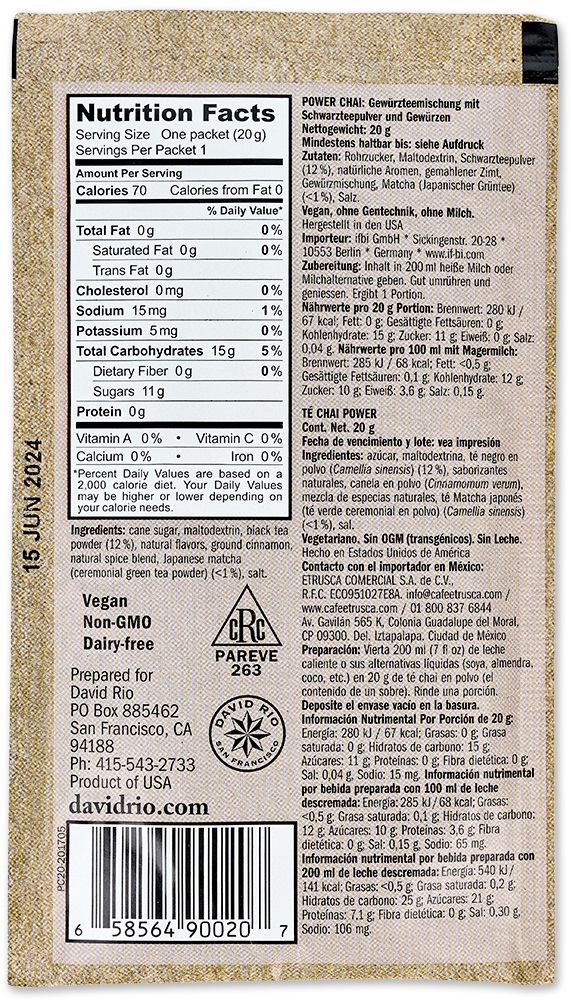 Nutrition Facts
Serving Size One packet (20 g)
Servings Per Packet 1
Amount Per Serving
Calories 70 Calories from Fat 0
% Daily Value*
Total Fat 0g 0%
Saturated Fat 0g 0%
Trans Fat 0g
Cholesterol 0mg 0%
Sodium 15mg 1%
Potassium 5mg 0%
Total Carbohydrates 15g 5%
Dietary Fiber 0g 0%
Sugars 11g
Protein 0g
Vitamin A 0% • Vitamin C 0%
Calcium 0% • Iron 0%
*Percent Daily Values are based on a
2,000 calorie diet. Your Daily Values
may be higher or lower depending on
your calorie needs.
Ingredients: cane sugar, maltodextrin, black tea
powder (12%), natural flavors, ground cinnamon,
natural spice blend, Japanese matcha
(ceremonial green tea powder) (<1%), salt.
Vegan
Non-GMO
Dairy-free
CRC
PAREVE
263
Prepared for
David Rio
PO Box 885462
San Francisco, CA
94188
Ph: 415-543-2733
Product of USA
davidrio.com
DAVID RIO
SAN FRANCISCO
PC20-201705
6 58564 90020 7
15 JUN 2024
POWER CHAI: Gewürzteemischung mit
Schwarzteepulver und Gewürzen
Nettogewicht: 20 g
Mindestens haltbar bis: siehe Aufdruck
Zutaten: Rohrzucker, Maltodextrin, Schwarzteepulver
(12%), natürliche Aromen, gemahlener Zimt,
Gewürzmischung, Matcha (Japanischer Grüntee)
(<1%), Salz.
Vegan, ohne Gentechnik, ohne Milch.
Hergestellt in den USA
Importeur: ifbi GmbH * Sickingenstr. 20-28 *
10553 Berlin * Germany * www.if-bi.com
Zubereitung: Inhalt in 200 ml heiße Milch oder
Milchalternative geben. Gut umrühren und
geniessen. Ergibt 1 Portion.
Nährwerte pro 20 g Portion: Brennwert: 280 kJ /
67 kcal; Fett: 0 g; Gesättigte Fettsäuren: 0 g;
Kohlenhydrate: 15 g; Zucker: 11 g; Eiweiß: 0 g; Salz:
0,04 g. Nährwerte pro 100 ml mit Magermilch:
Brennwert: 285 kJ / 68 kcal; Fett: <0,5 g;
Gesättigte Fettsäuren: 0,1 g; Kohlenhydrate: 12 g;
Zucker: 10 g; Eiweiß: 3,6 g; Salz: 0,15 g.
TÉ CHAI POWER
Cont. Net. 20 g
Fecha de vencimiento y lote: vea impresión
Ingredientes: azúcar, maltodextrina, té negro en
polvo (Camellia sinensis) (12%), saborizantes
naturales, canela en polvo (Cinnamomum verum),
mezcla de especias naturales, té Matcha japonés
(té verde ceremonial en polvo) (Camellia sinensis)
(<1%), sal.
Vegetariano. Sin OGM (transgénicos). Sin Leche.
Hecho en Estados Unidos de América
Contacto con el importador en México:
ETRUSCA COMERCIAL S.A. de C.V.,
R.F.C. ECO951027E8A. info@cafeetrusca.com /
www.cafeetrusca.com / 01 800 837 6844
Av. Gavilán 565 K, Colonia Guadalupe del Moral,
CP 09300. Del. Iztapalapa. Ciudad de México
Preparación: Vierta 200 ml (7 fl oz) de leche
caliente o sus alternativas líquidas (soya, almendra,
coco, etc.) en 20 g de té chai en polvo (el
contenido de un sobre). Rinde una porción.
Deposite el envase vacío en la basura.
Información Nutrimental Por Porción de 20 g:
Energía: 280 kJ / 67 kcal; Grasas: 0 g; Grasa
saturada: 0 g; Hidratos de carbono: 15 g;
Azúcares: 11 g; Proteínas: 0 g; Fibra dietética: 0 g;
Sal: 0,04 g, Sodio: 15 mg. Información nutrimental
por bebida preparada con 100 ml de leche
descremada: Energía: 285 kJ / 68 kcal; Grasas:
<0,5 g; Grasa saturada: 0,1 g; Hidratos de carbono:
12 g; Azúcares: 10 g; Proteínas: 3,6 g; Fibra
dietética: 0 g; Sal: 0,15 g, Sodio: 65 mg.
Información nutrimental por bebida preparada con
200 ml de leche descremada: Energía: 540 kJ /
141 kcal; Grasas: <0,5 g; Grasa saturada: 0,2 g;
Hidratos de carbono: 25 g; Azúcares: 21 g;
Proteínas: 7,1 g; Fibra dietética: 0 g; Sal: 0,30 g,
Sodio: 106 mg.